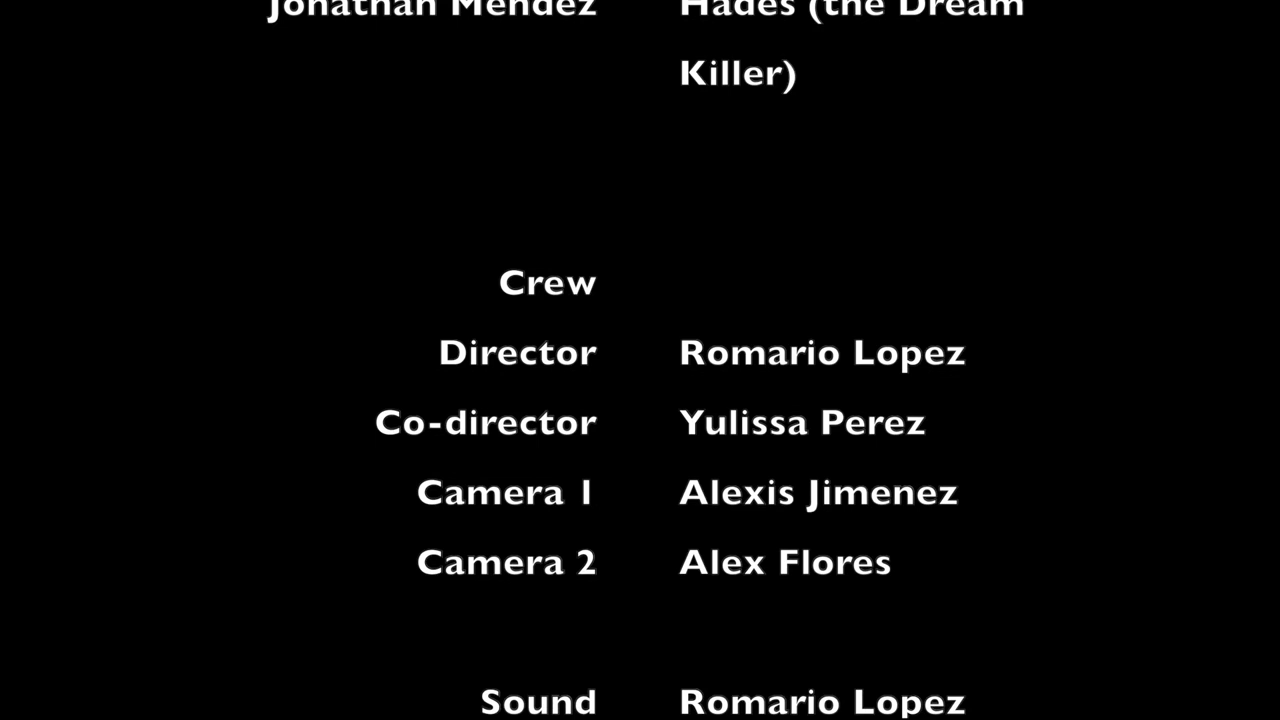 Jonathan Mendez Hades (the Dream
Killer)
Crew
Director Romario Lopez
Co-director Yulissa Perez
Camera 1 Alexis Jimenez
Camera 2 Alex Flores
Sound Romario Lopez